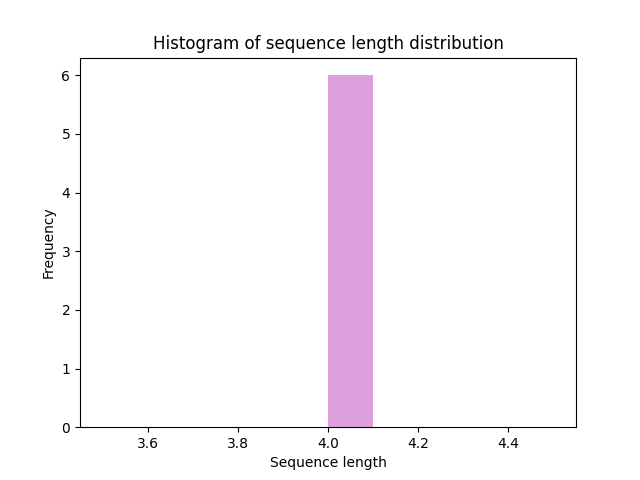 Histogram of sequence length distribution
6
5
4
3
2
1
0
Frequency
3.6 3.8 4.0 4.2 4.4
Sequence length